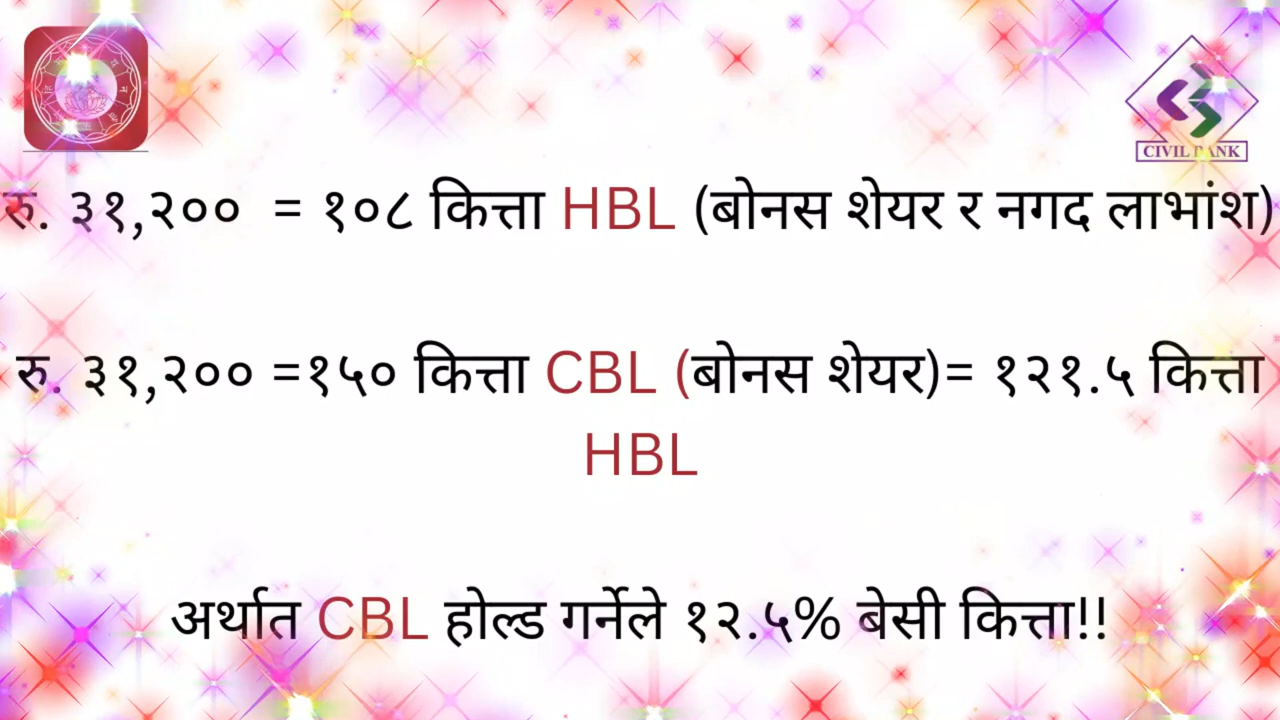 CIVIL BANK
रु. ३१,२०० = १०८ कित्ता HBL (बोनस शेयर र नगद लाभांश)
रु. ३१,२०० =१५० कित्ता CBL (बोनस शेयर)= १२१.५ कित्ता
HBL
अर्थात CBL होल्ड गर्नेले १२.५% बेसी कित्ता!!